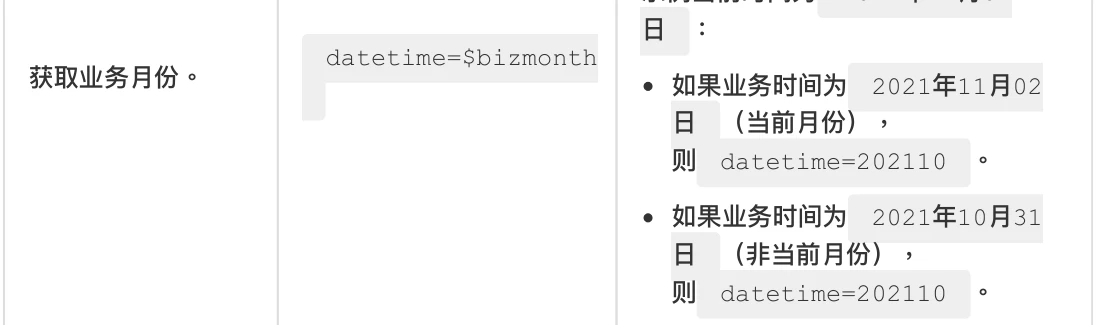 获取业务月份。
datetime=$bizmonth
日 ：
• 如果业务时间为 2021年11月02
日 （当前月份），
则 datetime=202110 。
• 如果业务时间为 2021年10月31
日 （非当前月份），
则 datetime=202110 。